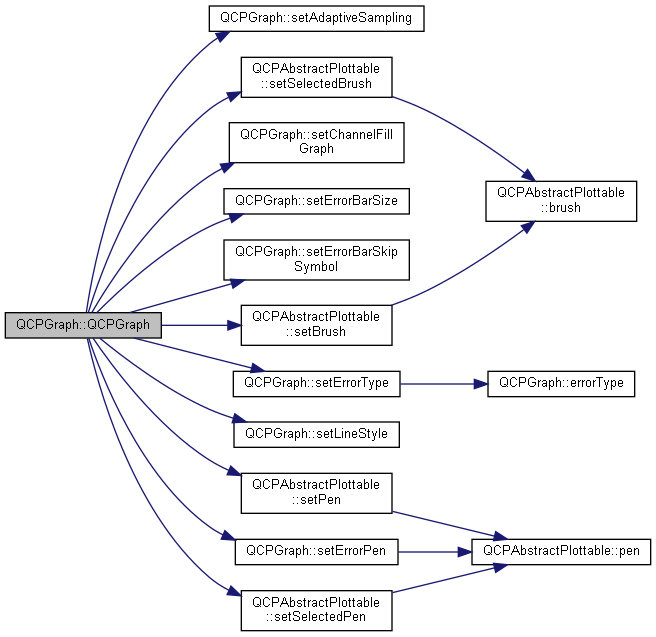 QCPGraph::setAdaptiveSampling
QCPAbstractPlottable
::setSelectedBrush
QCPGraph::setChannelFill
Graph
QCPGraph::setErrorBarSize
QCPAbstractPlottable
::brush
QCPGraph::setErrorBarSkip
Symbol
QCPGraph::QCPGraph
QCPAbstractPlottable
::setBrush
QCPGraph::setErrorType
QCPGraph::errorType
QCPGraph::setLineStyle
QCPAbstractPlottable
::setPen
QCPGraph::setErrorPen
QCPAbstractPlottable::pen
QCPAbstractPlottable
::setSelectedPen